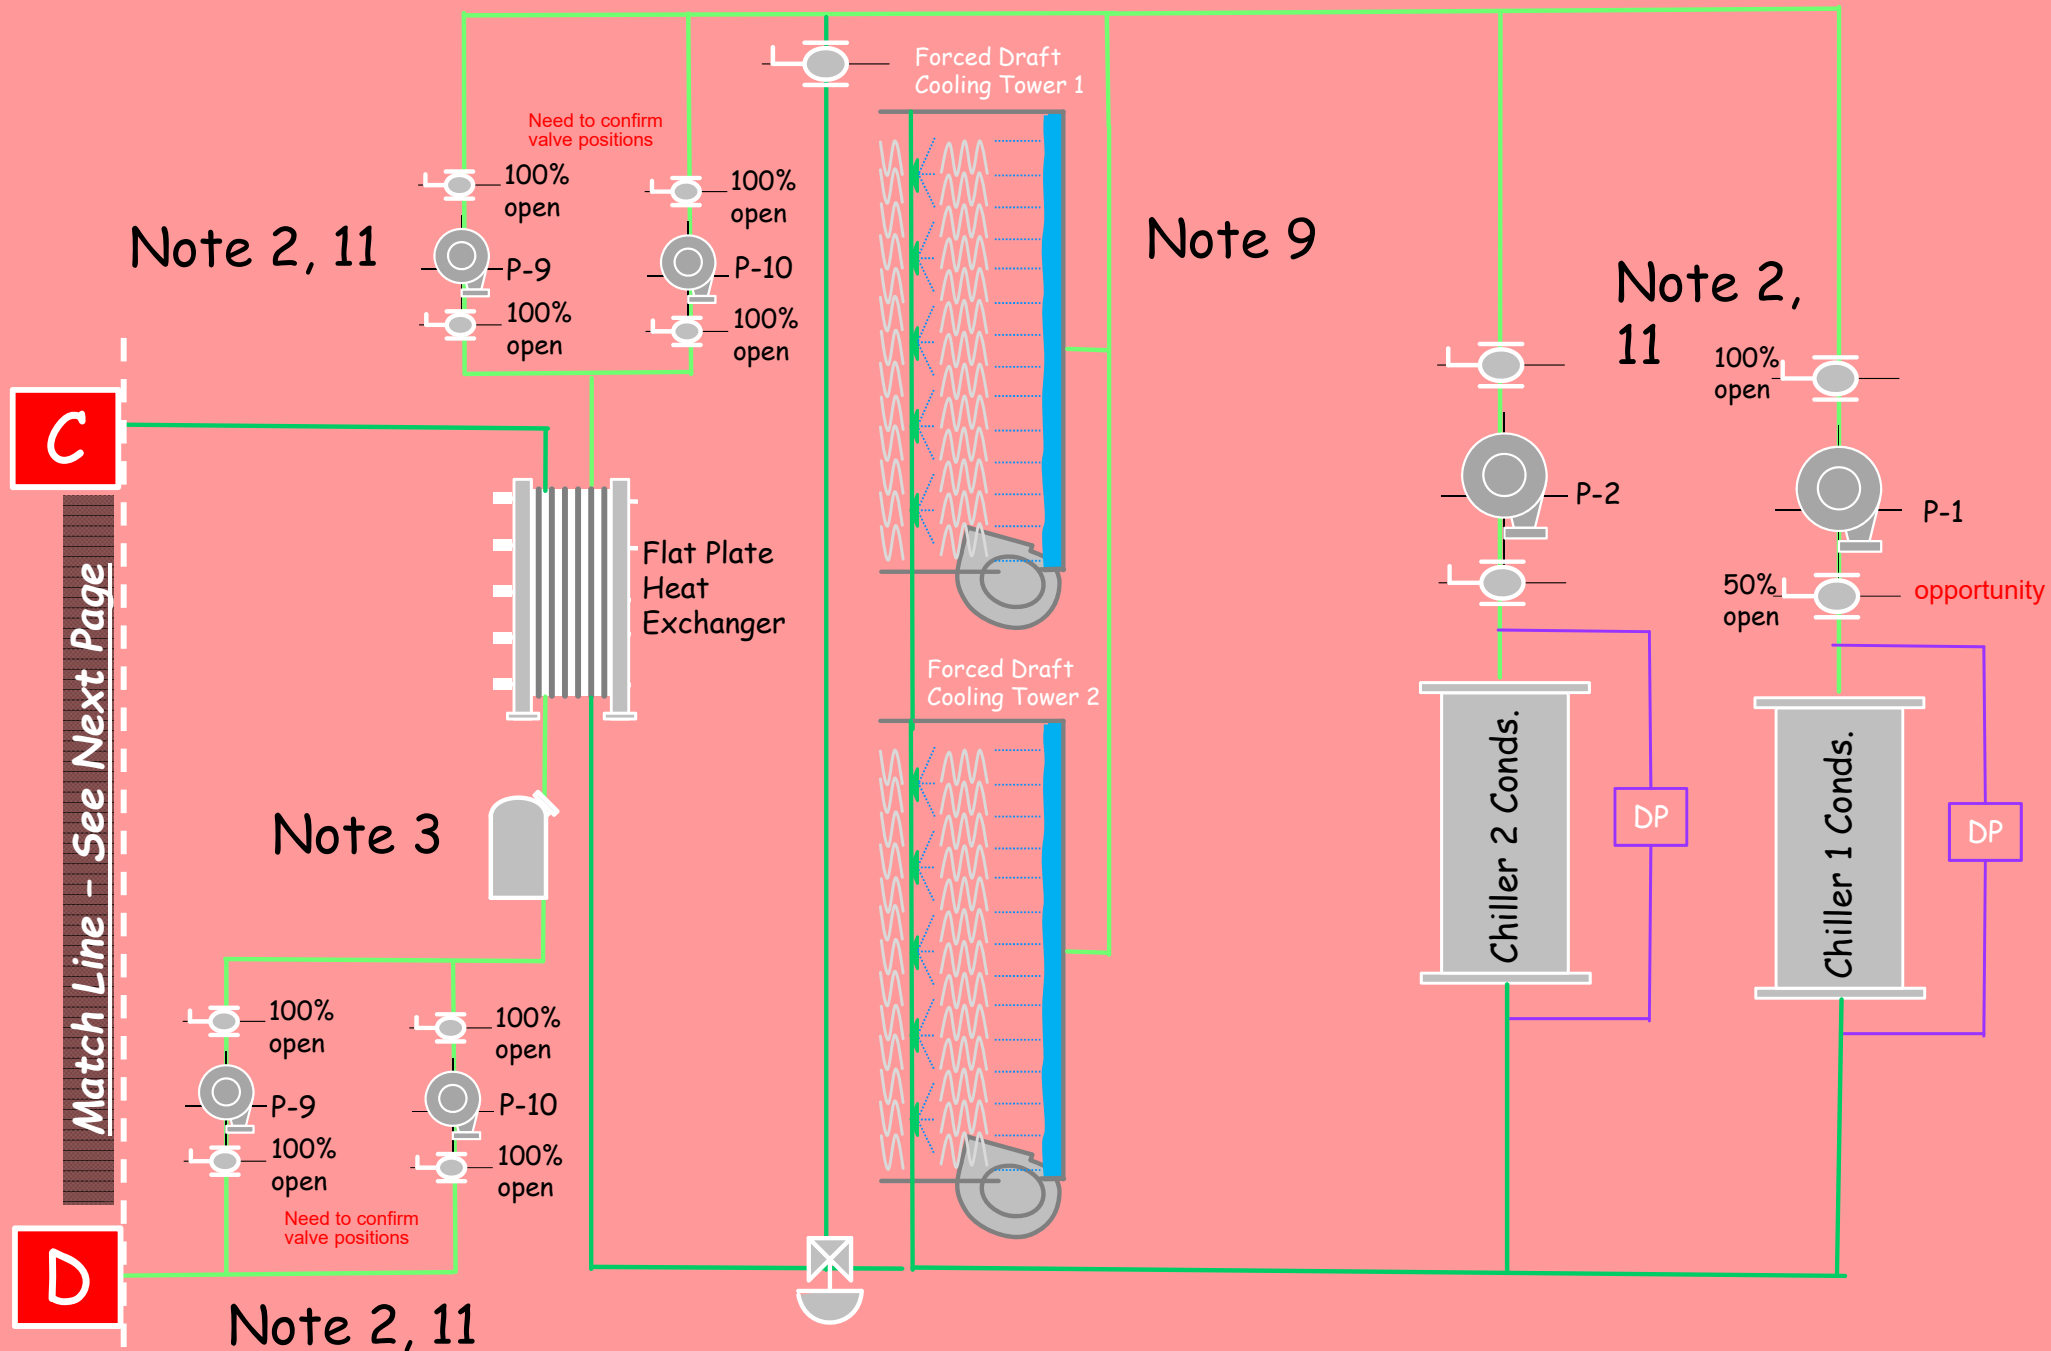 Forced Draft
Cooling Tower 1
Need to confirm
valve positions
100%
open
100%
open
Note 2, 11
P-9
P-10
100%
open
100%
open
Note 9
Note 2,
11
100%
open
C
P-2
P-1
Flat Plate
Heat
Exchanger
50%
open
opportunity
Forced Draft
Cooling Tower 2
Match Line - See Next Page
Note 3
Chiller 2 Conds.
DP
Chiller 1 Conds.
DP
100%
open
100%
open
P-9
P-10
100%
open
100%
open
Need to confirm
valve positions
D
Note 2, 11